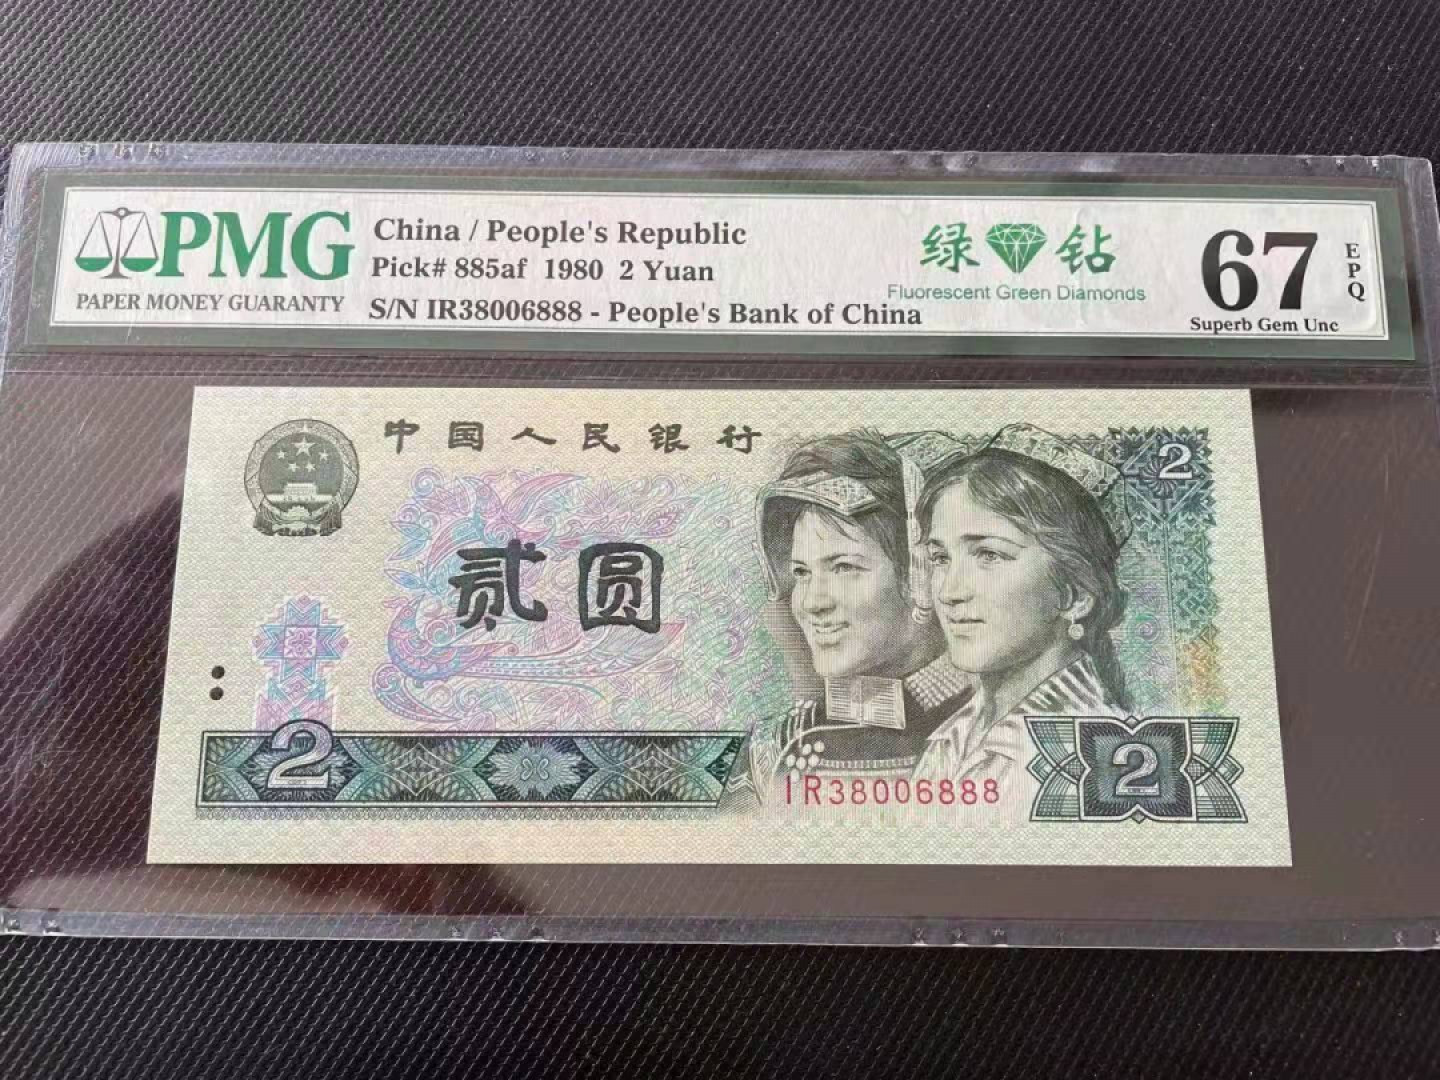 PMG
PAPER MONEY GUARANTY
China / People's Republic
Pick# 885af 1980 2 Yuan
S/N IR38006888 - People's Bank of China
绿钻
Fluorescent Green Diamonds
67
EPQ
Superb Gem Unc
中国人民银行
贰圆
2
2
IR38006888
2